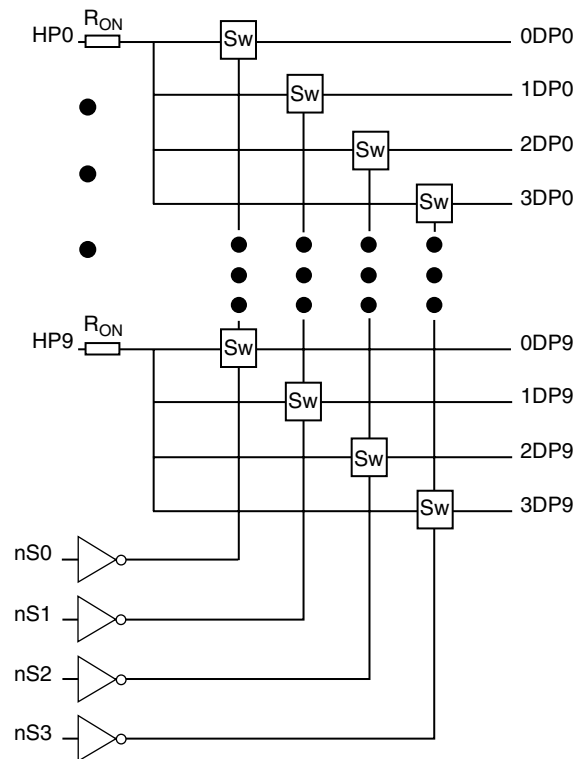 HP0 RON Sw 0DP0
Sw 1DP0
Sw 2DP0
Sw 3DP0
HP9 RON Sw 0DP9
Sw 1DP9
Sw 2DP9
Sw 3DP9
nS0
nS1
nS2
nS3